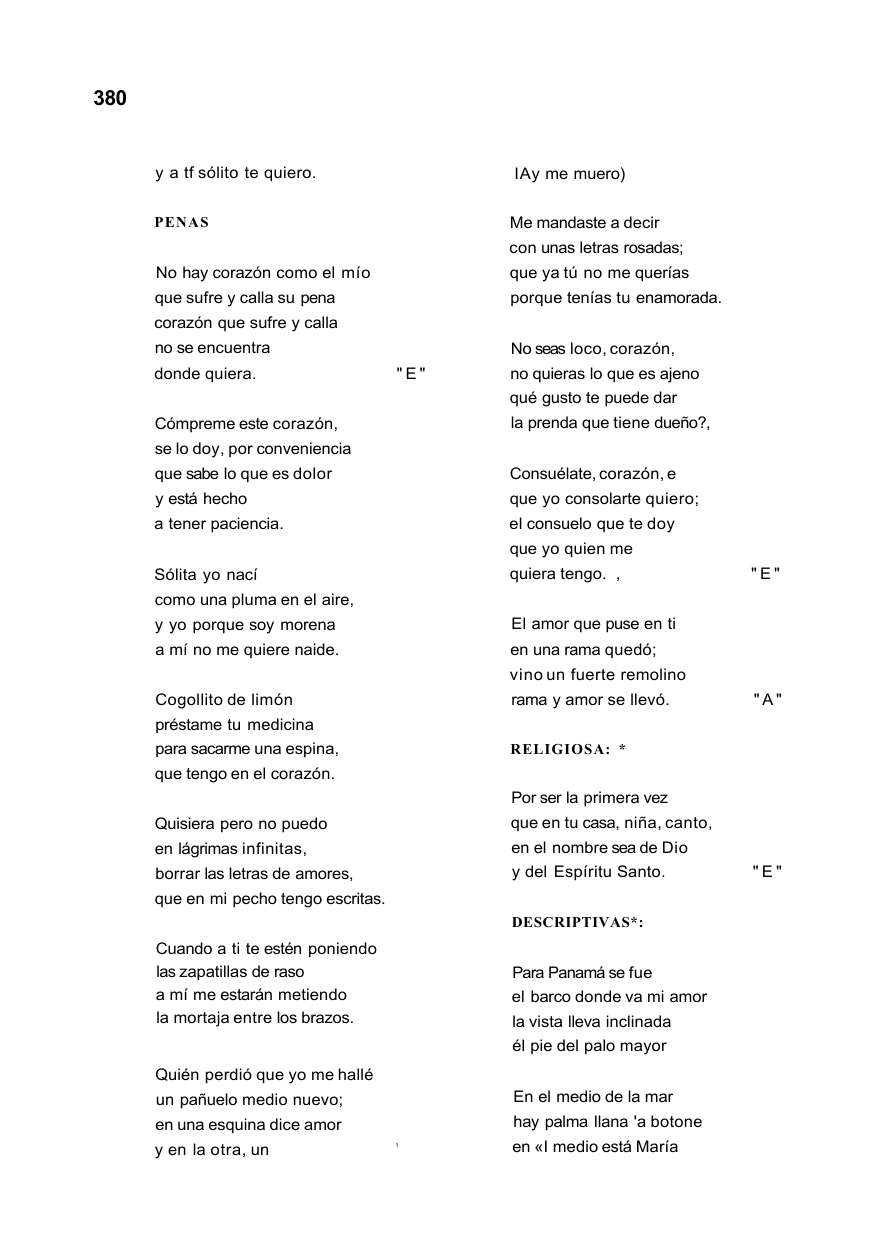 380
y a tf sólito te quiero.
PENAS
No hay corazón como el mío
que sufre y calla su pena
corazón que sufre y calla
no se encuentra
donde quiera. "E"
Cómpreme este corazón,
se lo doy, por conveniencia
que sabe lo que es dolor
y está hecho
a tener paciencia.
Sólita yo nací
como una pluma en el aire,
y yo porque soy morena
a mí no me quiere naide.
Cogollito de limón
préstame tu medicina
para sacarme una espina,
que tengo en el corazón.
Quisiera pero no puedo
en lágrimas infinitas,
borrar las letras de amores,
que en mi pecho tengo escritas.
Cuando a ti te estén poniendo
las zapatillas de raso
a mí me estarán metiendo
la mortaja entre los brazos.
Quién perdió que yo me hallé
un pañuelo medio nuevo;
en una esquina dice amor
y en la otra, un
IAy me muero)
Me mandaste a decir
con unas letras rosadas;
que ya tú no me querías
porque tenías tu enamorada.
No seas loco, corazón,
no quieras lo que es ajeno
qué gusto te puede dar
la prenda que tiene dueño?,
Consuélate, corazón, e
que yo consolarte quiero;
el consuelo que te doy
que yo quien me
quiera tengo. , "E"
El amor que puse en ti
en una rama quedó;
vino un fuerte remolino
rama y amor se llevó. "A"
RELIGIOSA: *
Por ser la primera vez
que en tu casa, niña, canto,
en el nombre sea de Dio
y del Espíritu Santo. "E"
DESCRIPTIVAS*:
Para Panamá se fue
el barco donde va mi amor
la vista lleva inclinada
él pie del palo mayor
En el medio de la mar
hay palma llana 'a botone
en «l medio está María